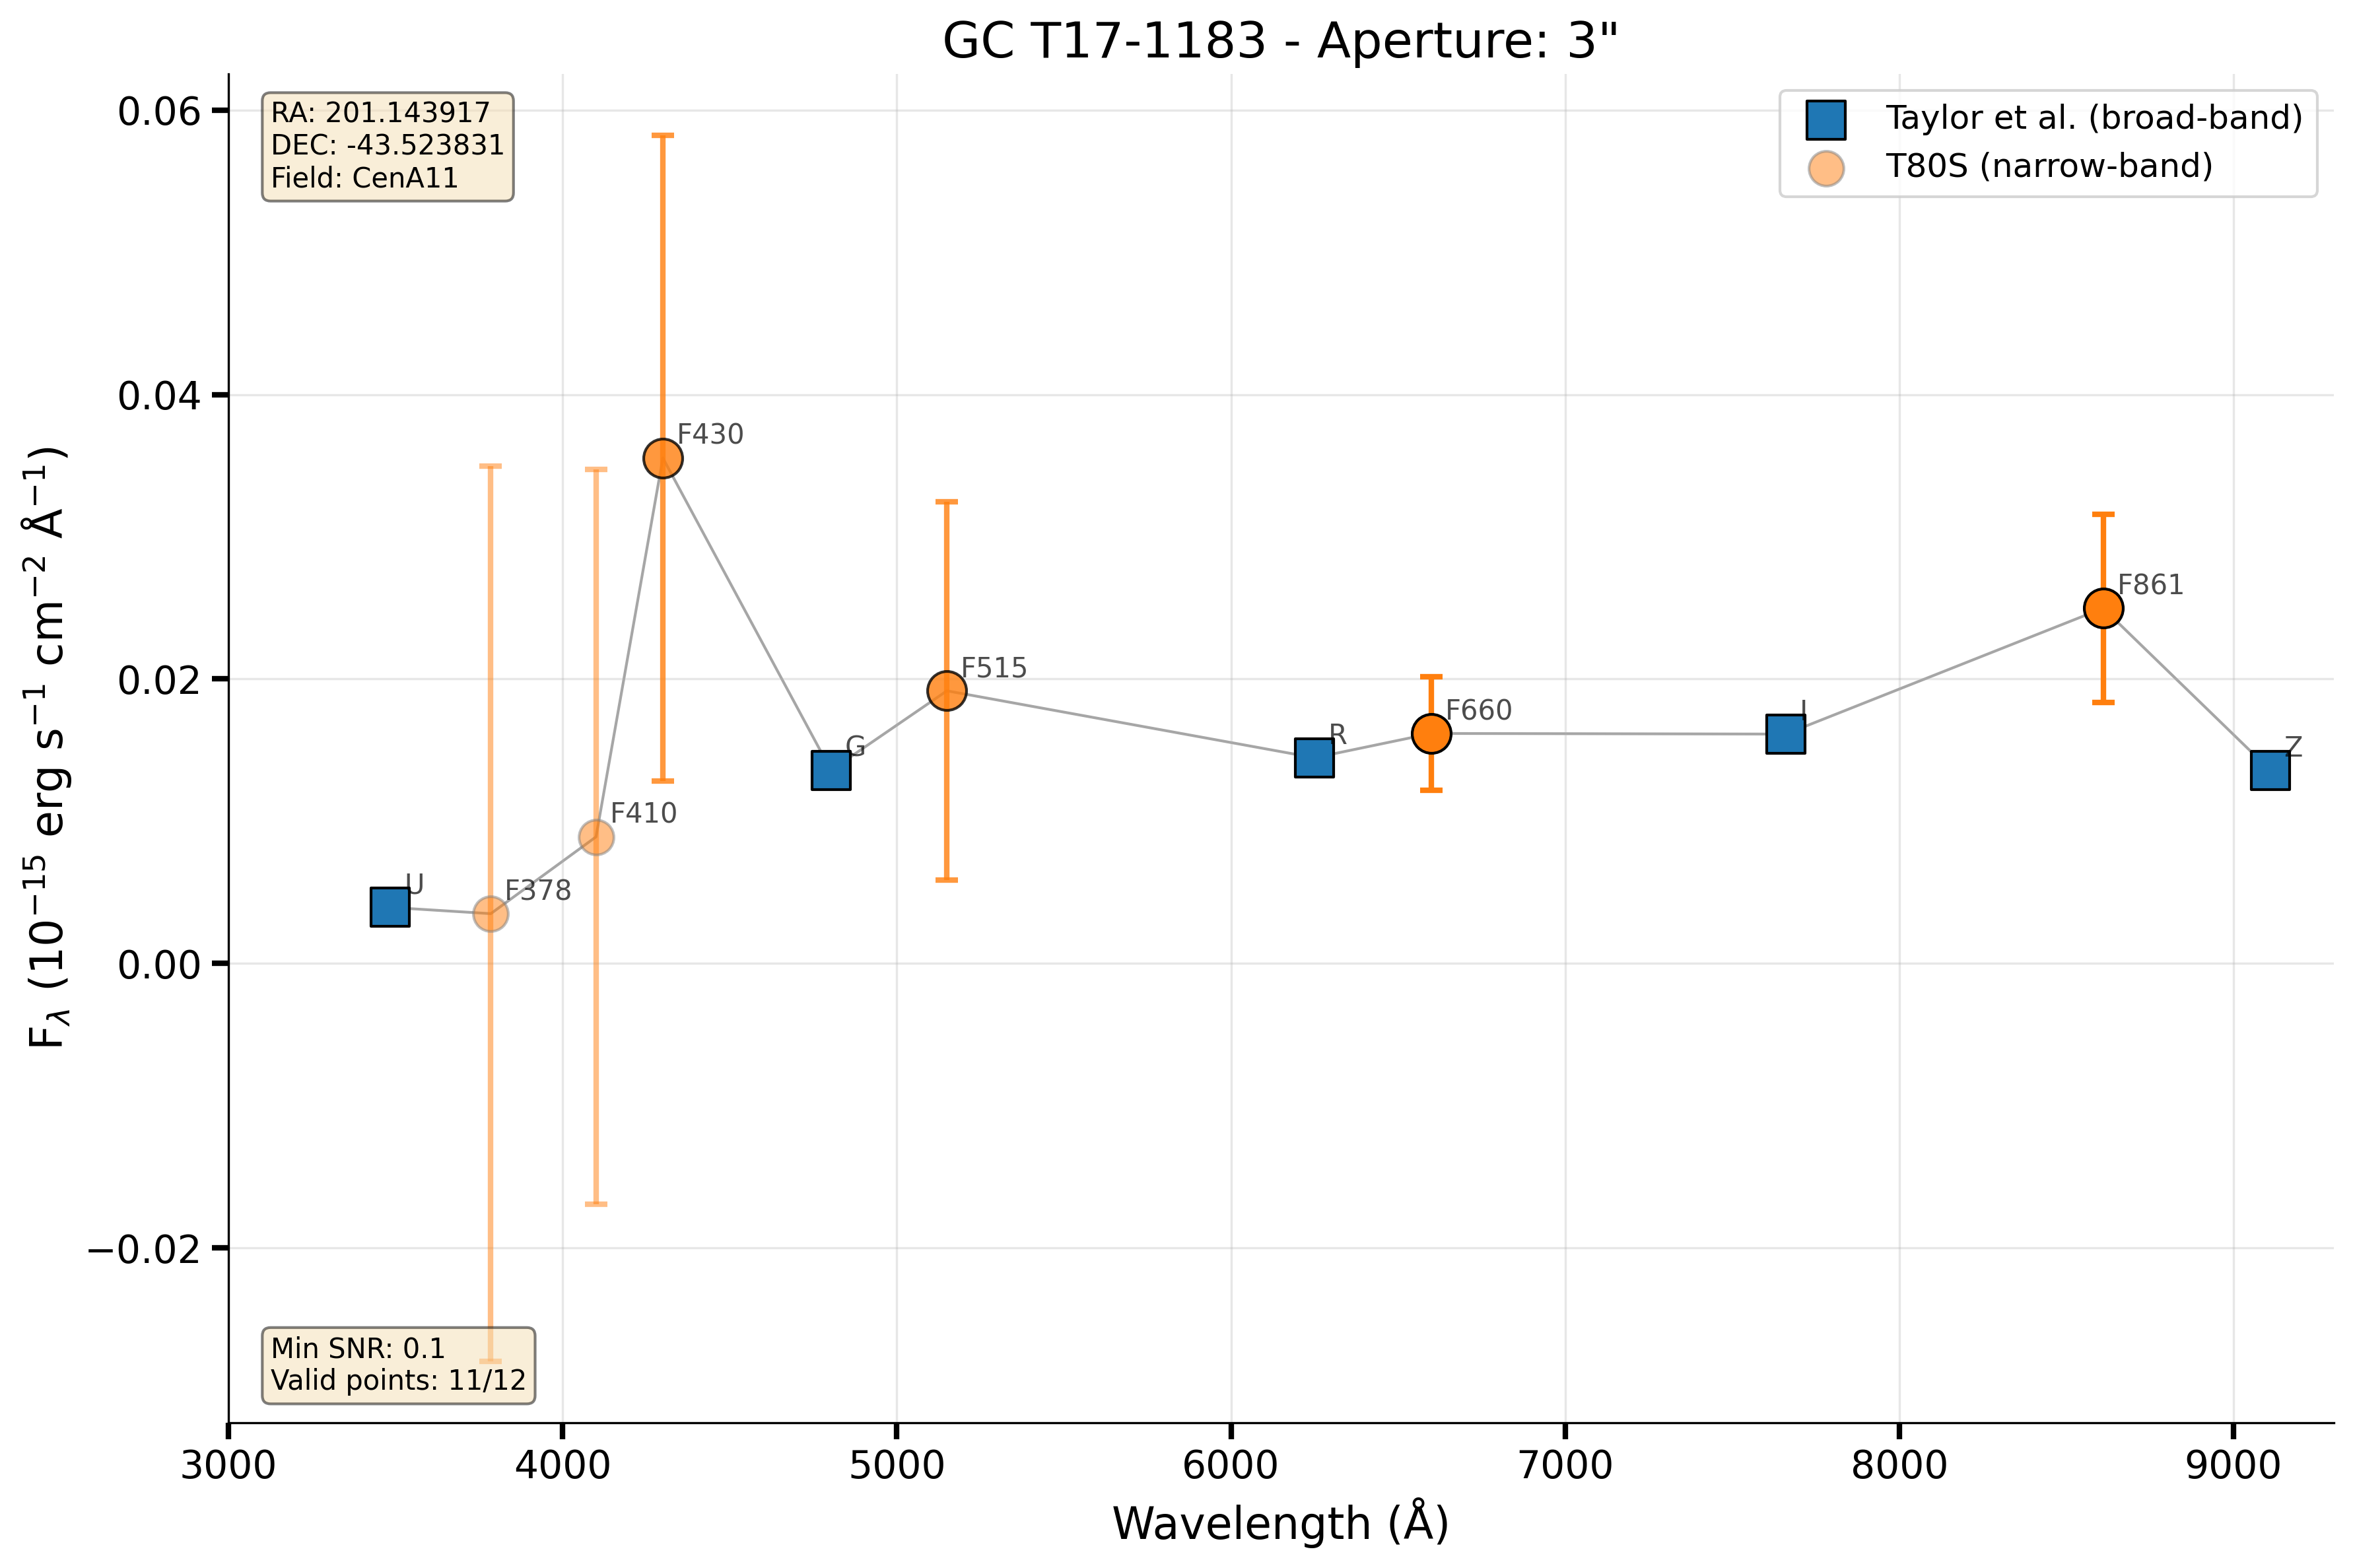 GC T17-1183 - Aperture: 3"
RA: 201.143917
DEC: -43.523831
Field: CenA11
Taylor et al. (broad-band)
T80S (narrow-band)
0.06
0.04
0.02
0.00
−0.02
F$_λ$ (10$^{−15}$ erg s$^{−1}$ cm$^{−2}$ Å$^{−1}$)
U
F378
F410
F430
G
F515
R
F660
I
F861
Z
Min SNR: 0.1
Valid points: 11/12
3000
4000
5000
6000
7000
8000
9000
Wavelength (Å)